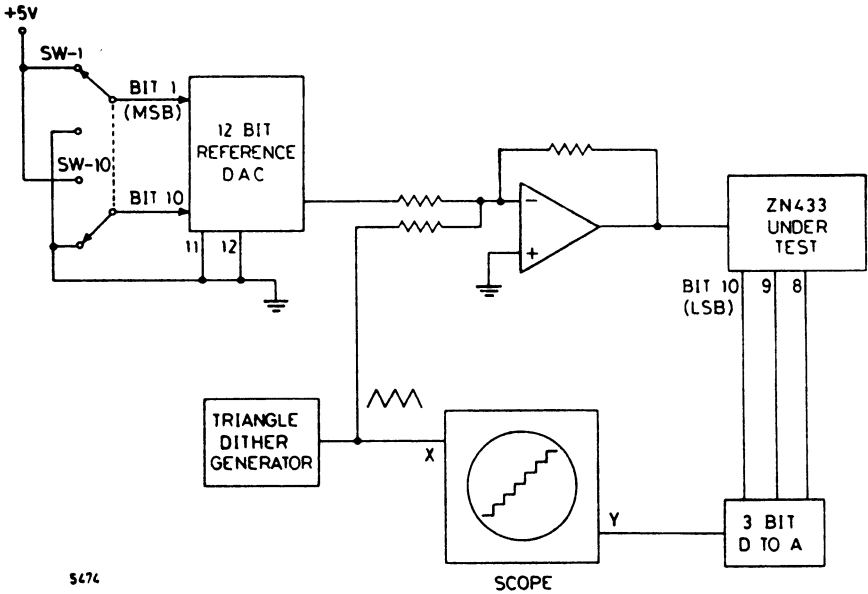 +5V
SW-1
BIT 1
(MSB)
12 BIT
REFERENCE
DAC
SW-10
BIT 10
11
12
−
+
ZN433
UNDER
TEST
BIT 10
(LSB)
9
8
TRIANGLE
DITHER
GENERATOR
X
Y
3 BIT
D TO A
SCOPE
5474